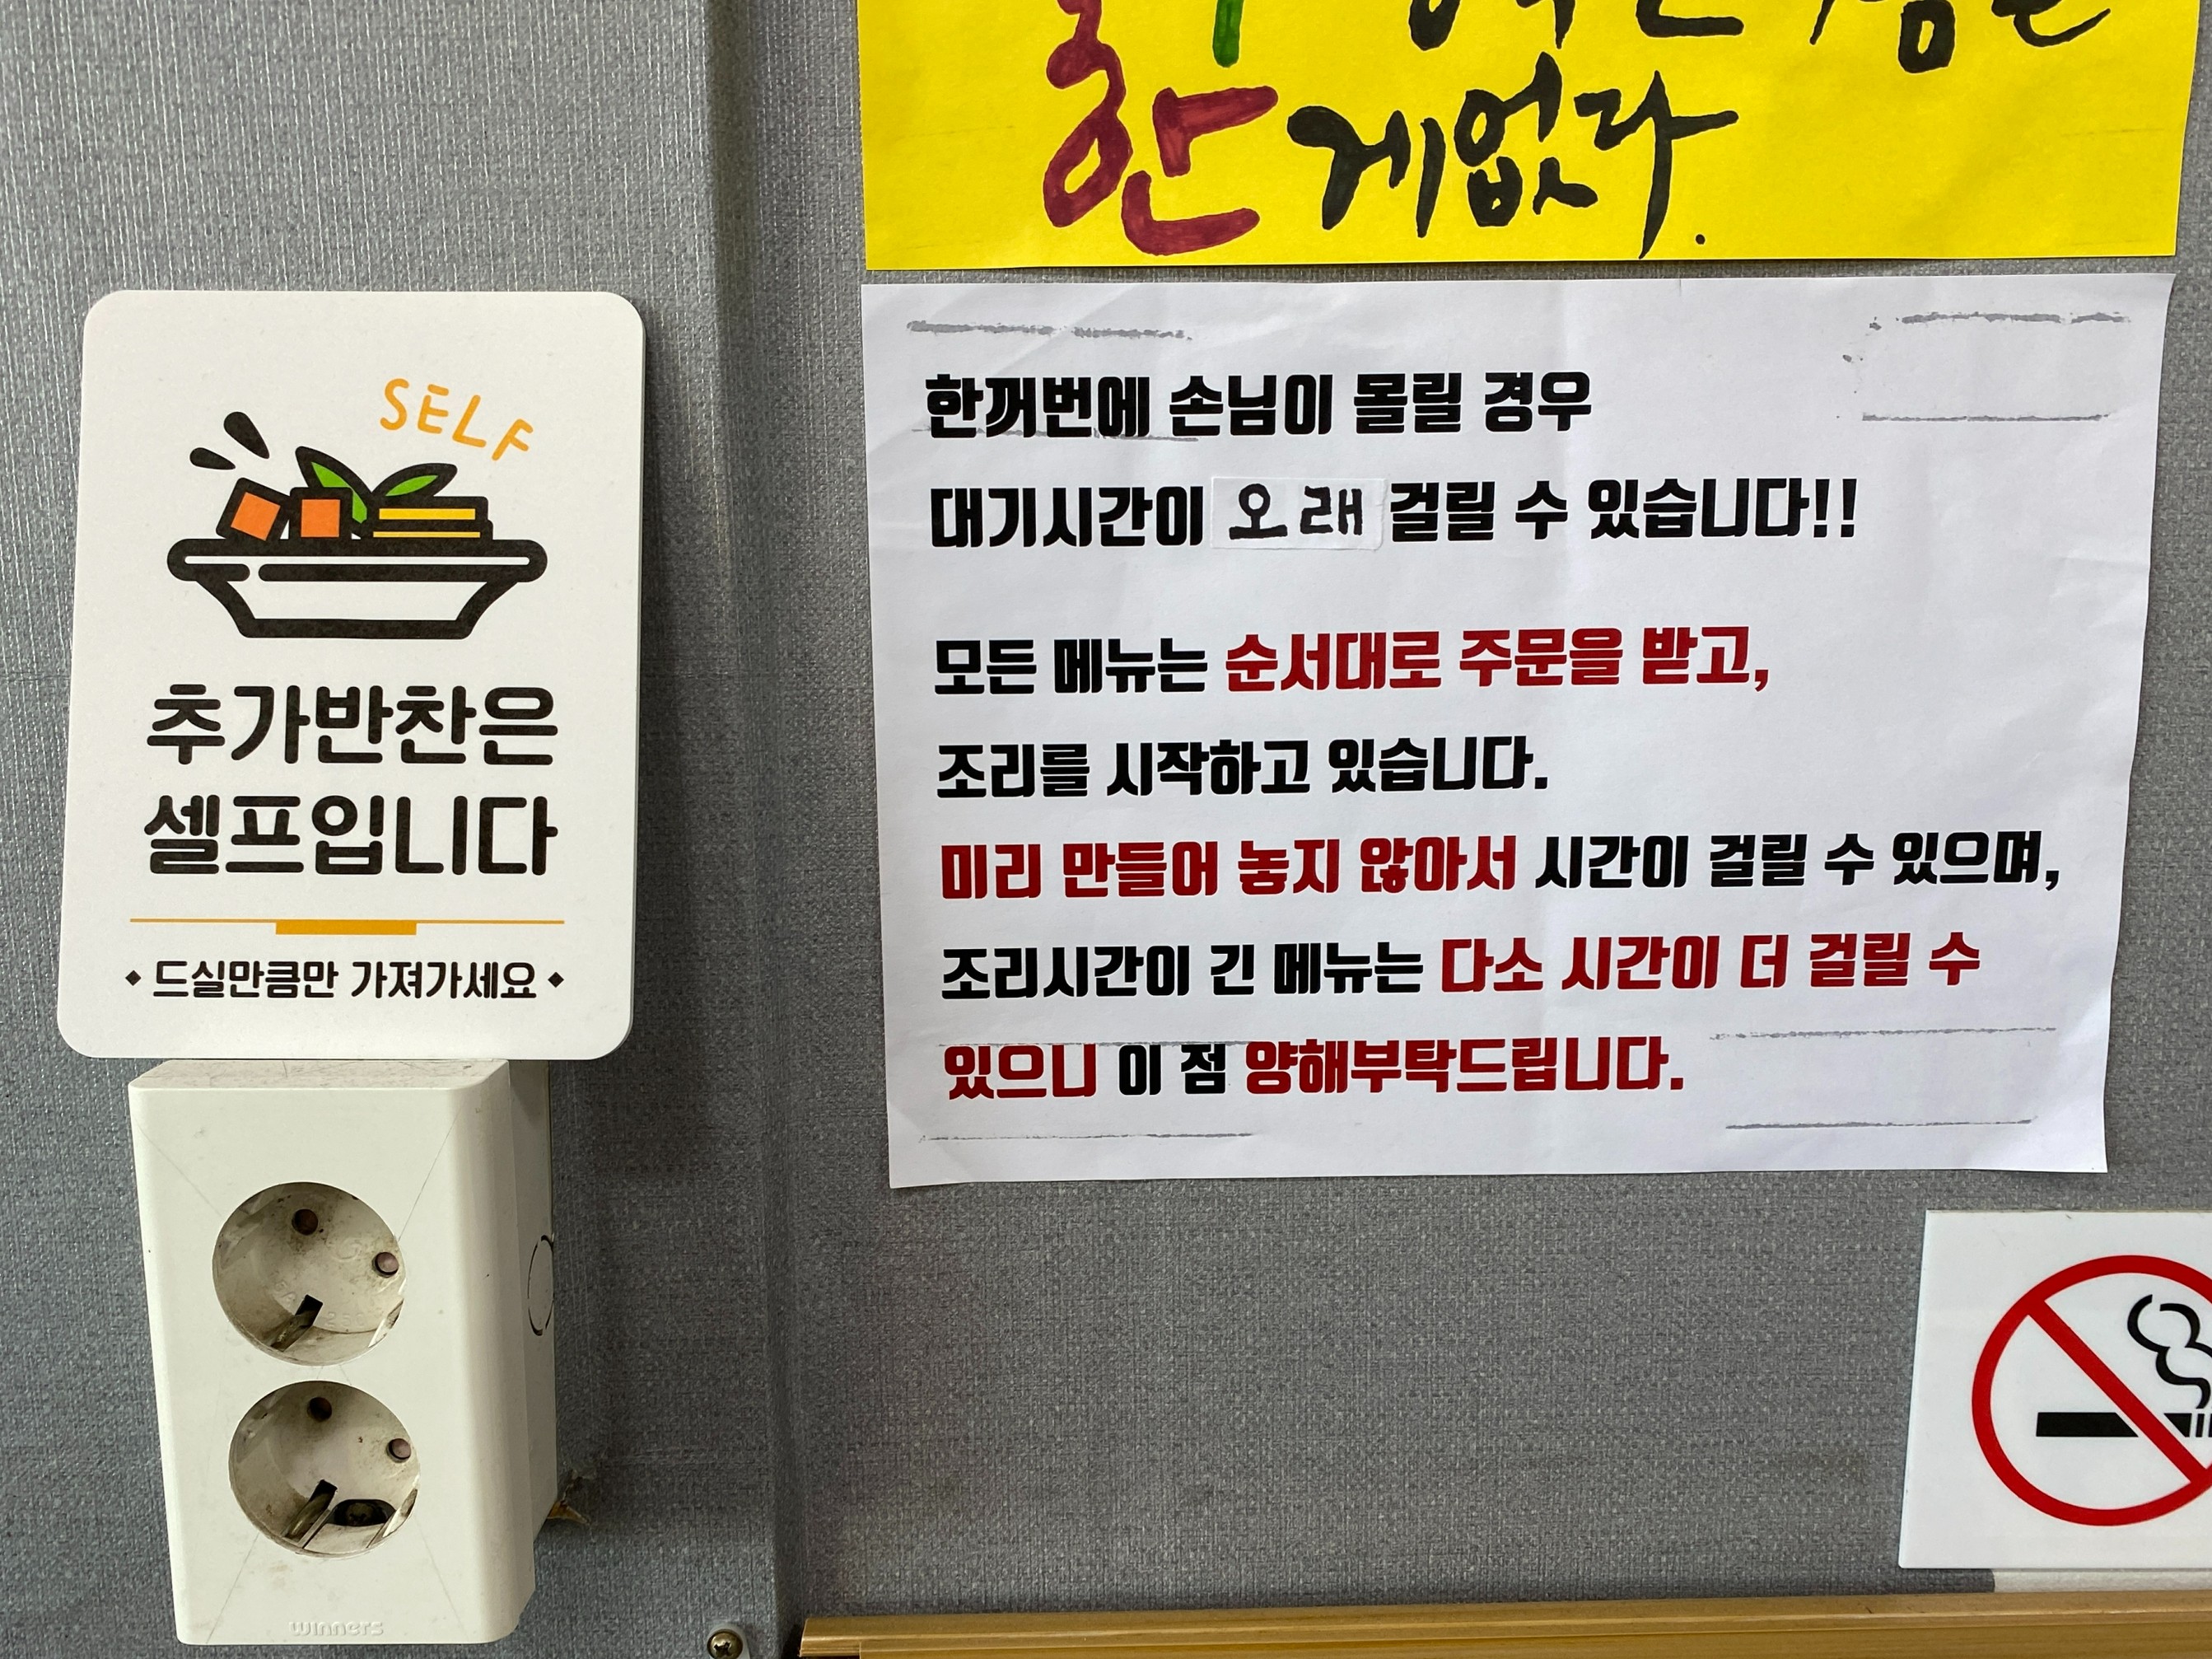 한게없다.
SELF
추가반찬은
셀프입니다
드실만큼만 가져가세요
한꺼번에 손님이 몰릴 경우
대기시간이 오래 걸릴 수 있습니다!!
모든 메뉴는 순서대로 주문을 받고,
조리를 시작하고 있습니다.
미리 만들어 놓지 않아서 시간이 걸릴 수 있으며,
조리시간이 긴 메뉴는 다소 시간이 더 걸릴 수
있으니 이 점 양해부탁드립니다.
winners